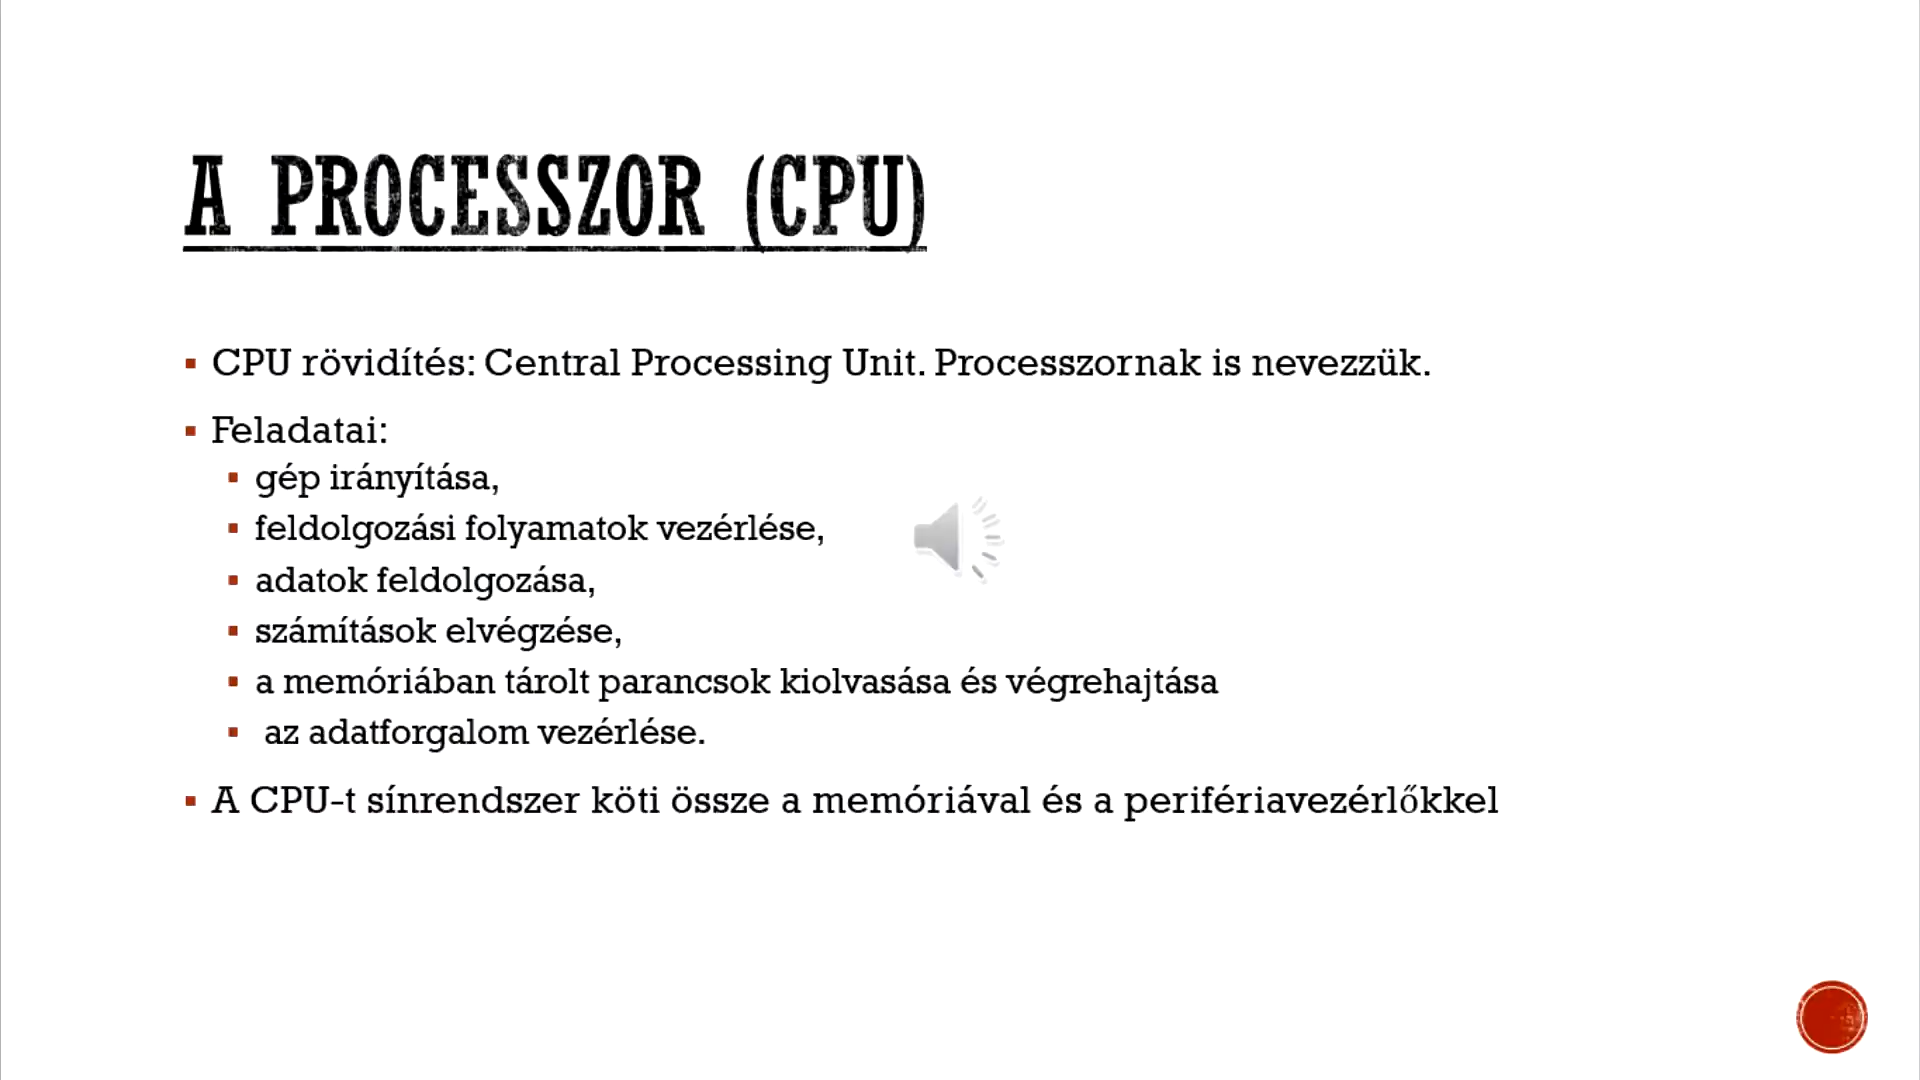 A PROCESSZOR (CPU)
CPU rövidítés: Central Processing Unit. Processzornak is nevezzük.
Feladatai:
gép irányítása,
feldolgozási folyamatok vezérlése,
adatok feldolgozása,
számítások elvégzése,
a memóriában tárolt parancsok kiolvasása és végrehajtása
az adatforgalom vezérlése.
A CPU-t sínrendszer köti össze a memóriával és a perifériavezérlőkkel